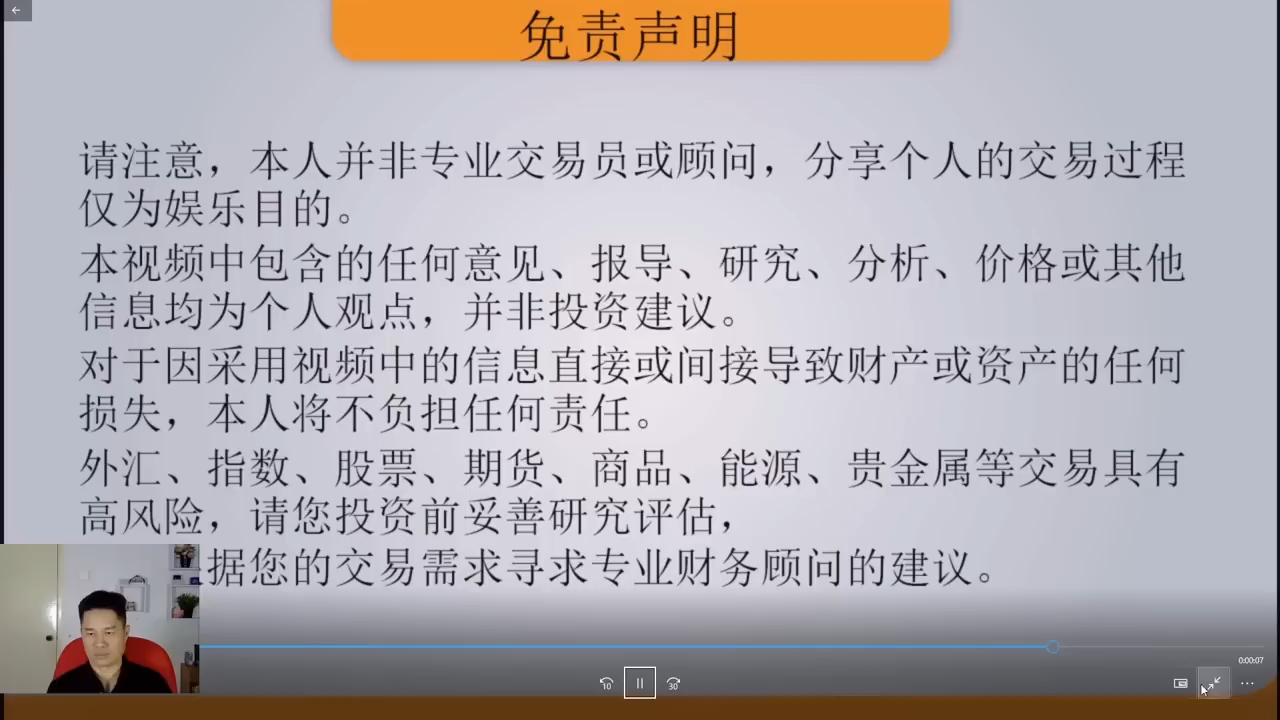 免责声明
请注意，本人并非专业交易员或顾问，分享个人的交易过程
仅为娱乐目的。
本视频中包含的任何意见、报导、研究、分析、价格或其他
信息均为个人观点，并非投资建议。
对于因采用视频中的信息直接或间接导致财产或资产的任何
损失，本人将不负担任何责任。
外汇、指数、股票、期货、商品、能源、贵金属等交易具有
高风险，请您投资前妥善研究评估，
据您的交易需求寻求专业财务顾问的建议。
0:00:07
10
30